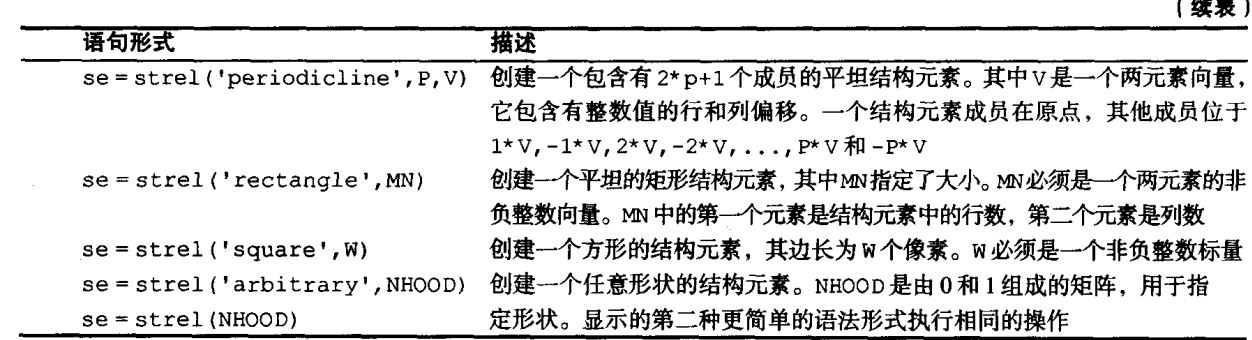 （续表）
语句形式 描述
se = strel('periodicline',P,V) 创建一个包含有 2*p+1 个成员的平坦结构元素。其中 V 是一个两元素向量，
它包含有整数值的行和列偏移。一个结构元素成员在原点，其他成员位于
1*V,-1*V,2*V,-2*V,...,P*V 和 -P*V
se = strel('rectangle',MN) 创建一个平坦的矩形结构元素，其中MN指定了大小。MN必须是一个两元素的非
负整数向量。MN 中的第一个元素是结构元素中的行数，第二个元素是列数
se = strel('square',W) 创建一个方形的结构元素，其边长为 W 个像素。W 必须是一个非负整数标量
se = strel('arbitrary',NHOOD) 创建一个任意形状的结构元素。NHOOD 是由 0 和 1 组成的矩阵，用于指
se = strel(NHOOD) 定形状。显示的第二种更简单的语法形式执行相同的操作